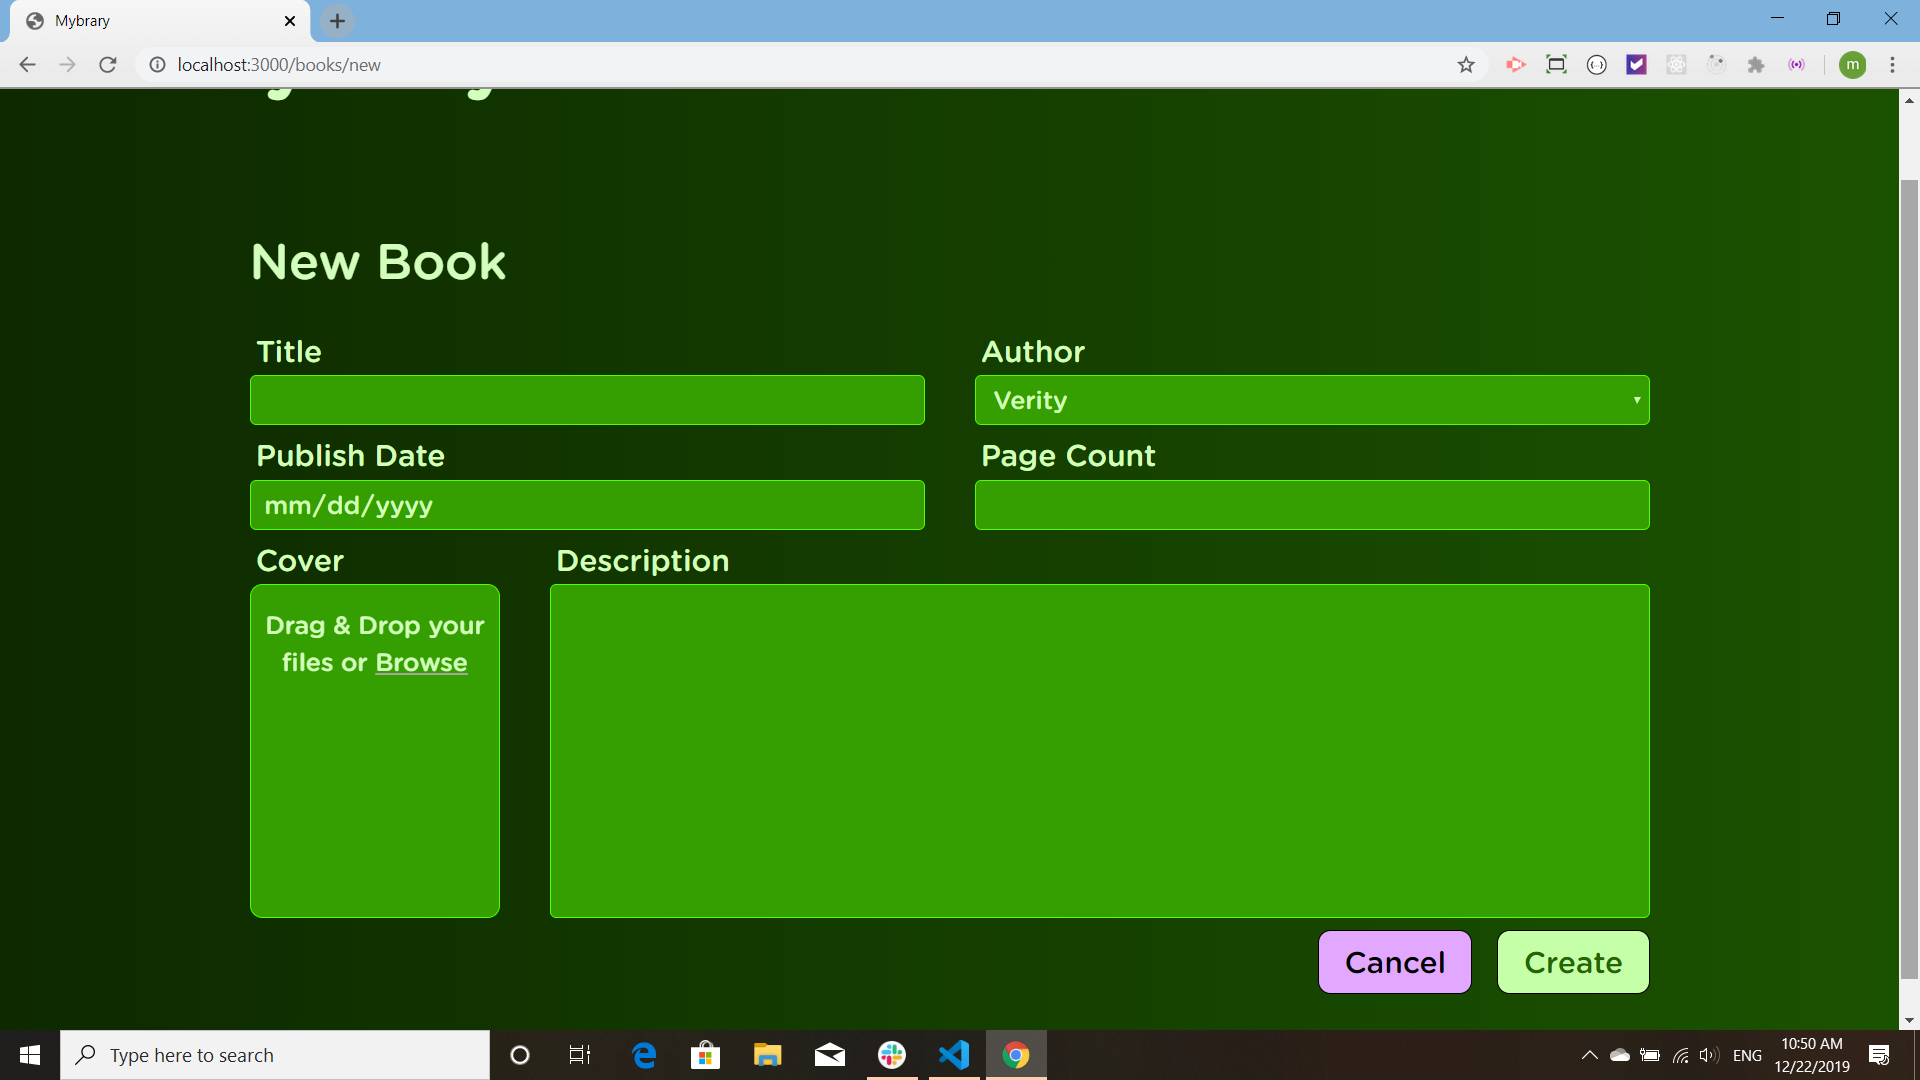 Mybrary
localhost:3000/books/new
m
New Book
Title
Author
Verity
Publish Date
Page Count
mm/dd/yyyy
Cover
Description
Drag & Drop your
files or Browse
Cancel
Create
Type here to search
ENG
10:50 AM
12/22/2019